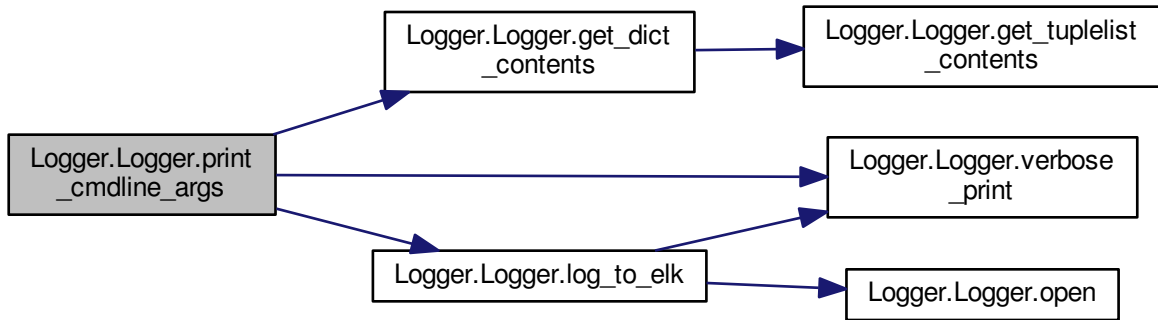 Logger.Logger.print
_cmdline_args
Logger.Logger.get_dict
_contents
Logger.Logger.get_tuplelist
_contents
Logger.Logger.verbose
_print
Logger.Logger.log_to_elk
Logger.Logger.open